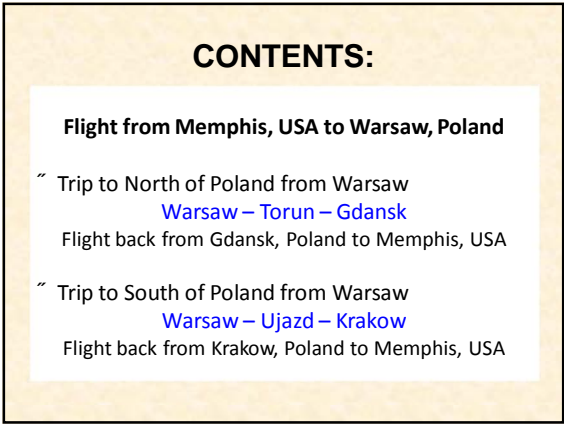 CONTENTS:
Flight from Memphis, USA to Warsaw, Poland
˝ Trip to North of Poland from Warsaw
Warsaw – Torun – Gdansk
Flight back from Gdansk, Poland to Memphis, USA
˝ Trip to South of Poland from Warsaw
Warsaw – Ujazd – Krakow
Flight back from Krakow, Poland to Memphis, USA